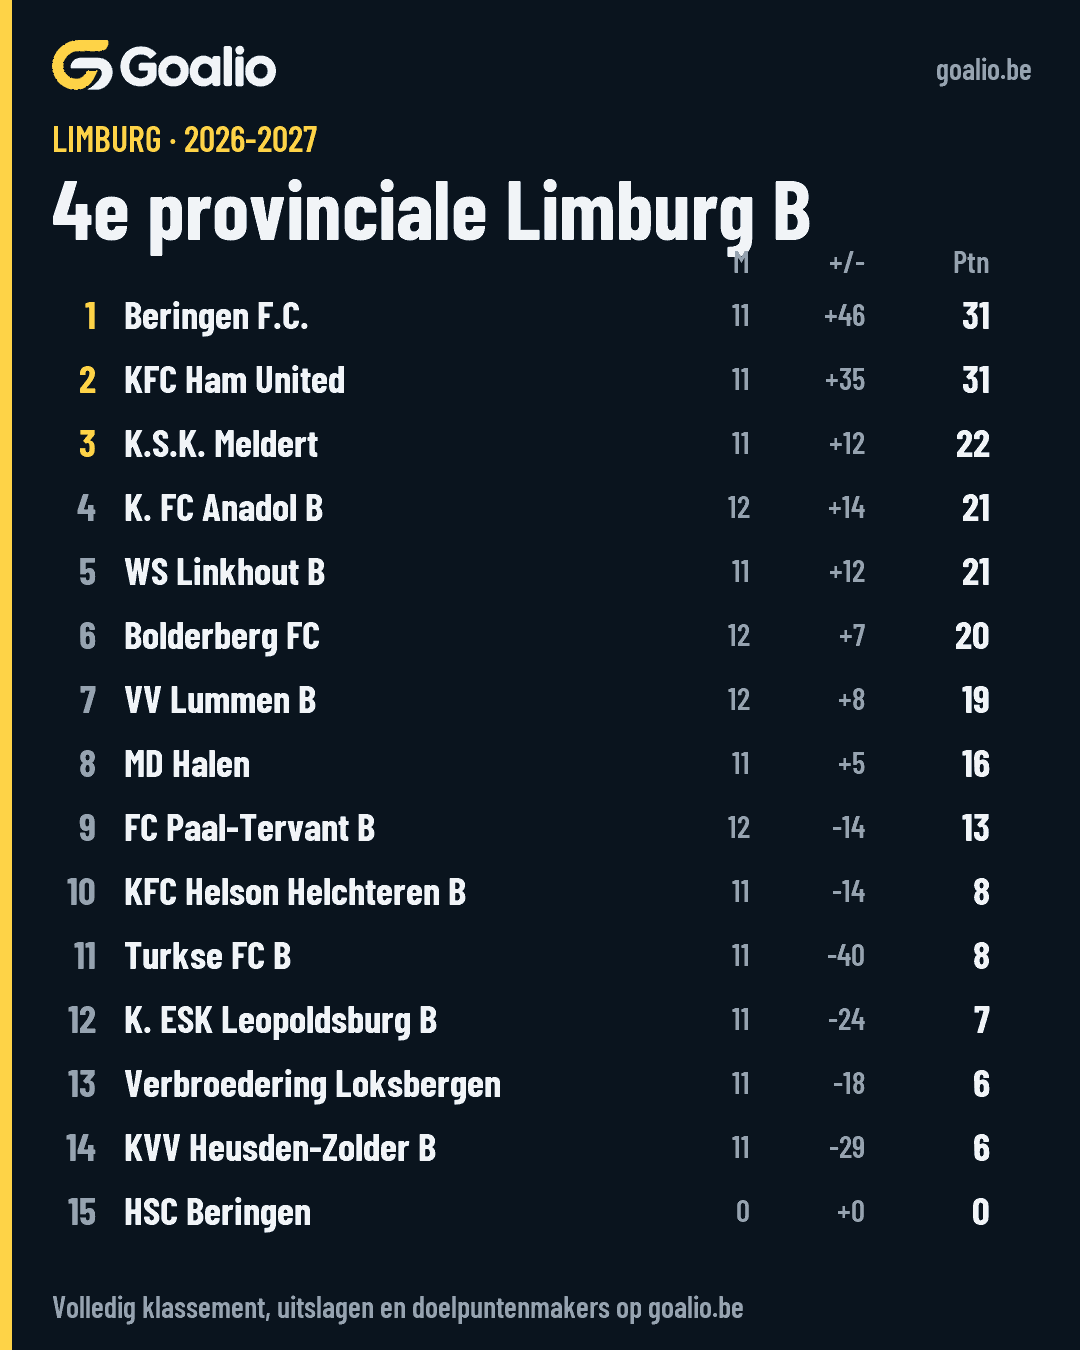 Goalio
goalio.be
LIMBURG · 2026-2027
4e provinciale Limburg B
M +/- Ptn
1 Beringen F.C. 11 +46 31
2 KFC Ham United 11 +35 31
3 K.S.K. Meldert 11 +12 22
4 K. FC Anadol B 12 +14 21
5 WS Linkhout B 11 +12 21
6 Bolderberg FC 12 +7 20
7 VV Lummen B 12 +8 19
8 MD Halen 11 +5 16
9 FC Paal-Tervant B 12 -14 13
10 KFC Helson Helchteren B 11 -14 8
11 Turkse FC B 11 -40 8
12 K. ESK Leopoldsburg B 11 -24 7
13 Verbroedering Loksbergen 11 -18 6
14 KVV Heusden-Zolder B 11 -29 6
15 HSC Beringen 0 +0 0
Volledig klassement, uitslagen en doelpuntenmakers op goalio.be